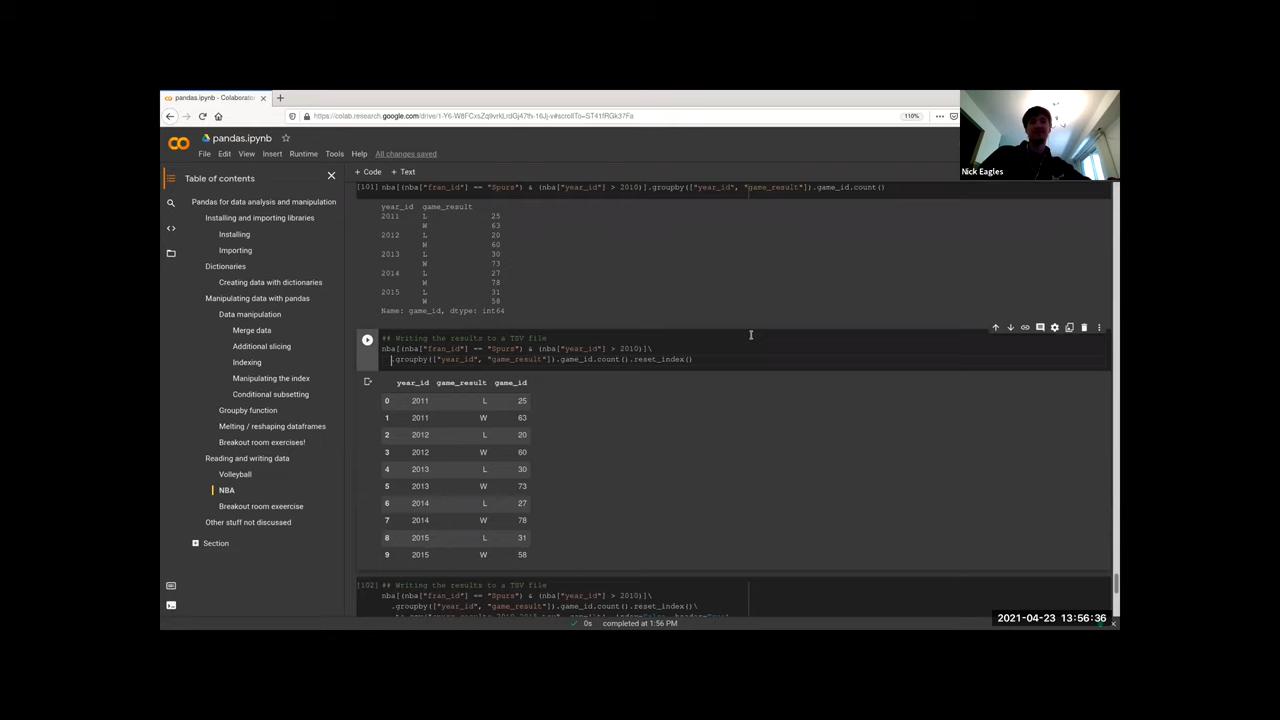 pandas.ipynb - Colaborator
https://colab.research.google.com/drive/1-Y6-W8FCxsZqilvrkLrdGj47th-16Jj-v#scrollTo=ST41fRGk37Fa
110%
pandas.ipynb
File Edit View Insert Runtime Tools Help All changes saved
Nick Eagles
Table of contents
Pandas for data analysis and manipulation
Installing and importing libraries
Installing
Importing
Dictionaries
Creating data with dictionaries
Manipulating data with pandas
Data manipulation
Merge data
Additional slicing
Indexing
Manipulating the index
Conditional subsetting
Groupby function
Melting / reshaping dataframes
Breakout room exercises!
Reading and writing data
Volleyball
NBA
Breakout room exeercise
Other stuff not discussed
Section
+ Code + Text
[101] nba[(nba["fran_id"] == "Spurs") & (nba["year_id"] > 2010)].groupby(["year_id", "game_result"]).game_id.count()
year_id game_result
2011 L 25
W 63
2012 L 20
W 60
2013 L 30
W 73
2014 L 27
W 78
2015 L 31
W 58
Name: game_id, dtype: int64
## Writing the results to a TSV file
nba[(nba["fran_id"] == "Spurs") & (nba["year_id"] > 2010)]\
.groupby(["year_id", "game_result"]).game_id.count().reset_index()
year_id game_result game_id
0 2011 L 25
1 2011 W 63
2 2012 L 20
3 2012 W 60
4 2013 L 30
5 2013 W 73
6 2014 L 27
7 2014 W 78
8 2015 L 31
9 2015 W 58
[102] ## Writing the results to a TSV file
nba[(nba["fran_id"] == "Spurs") & (nba["year_id"] > 2010)]\
.groupby(["year_id", "game_result"]).game_id.count().reset_index()\
0s completed at 1:56 PM
2021-04-23 13:56:36